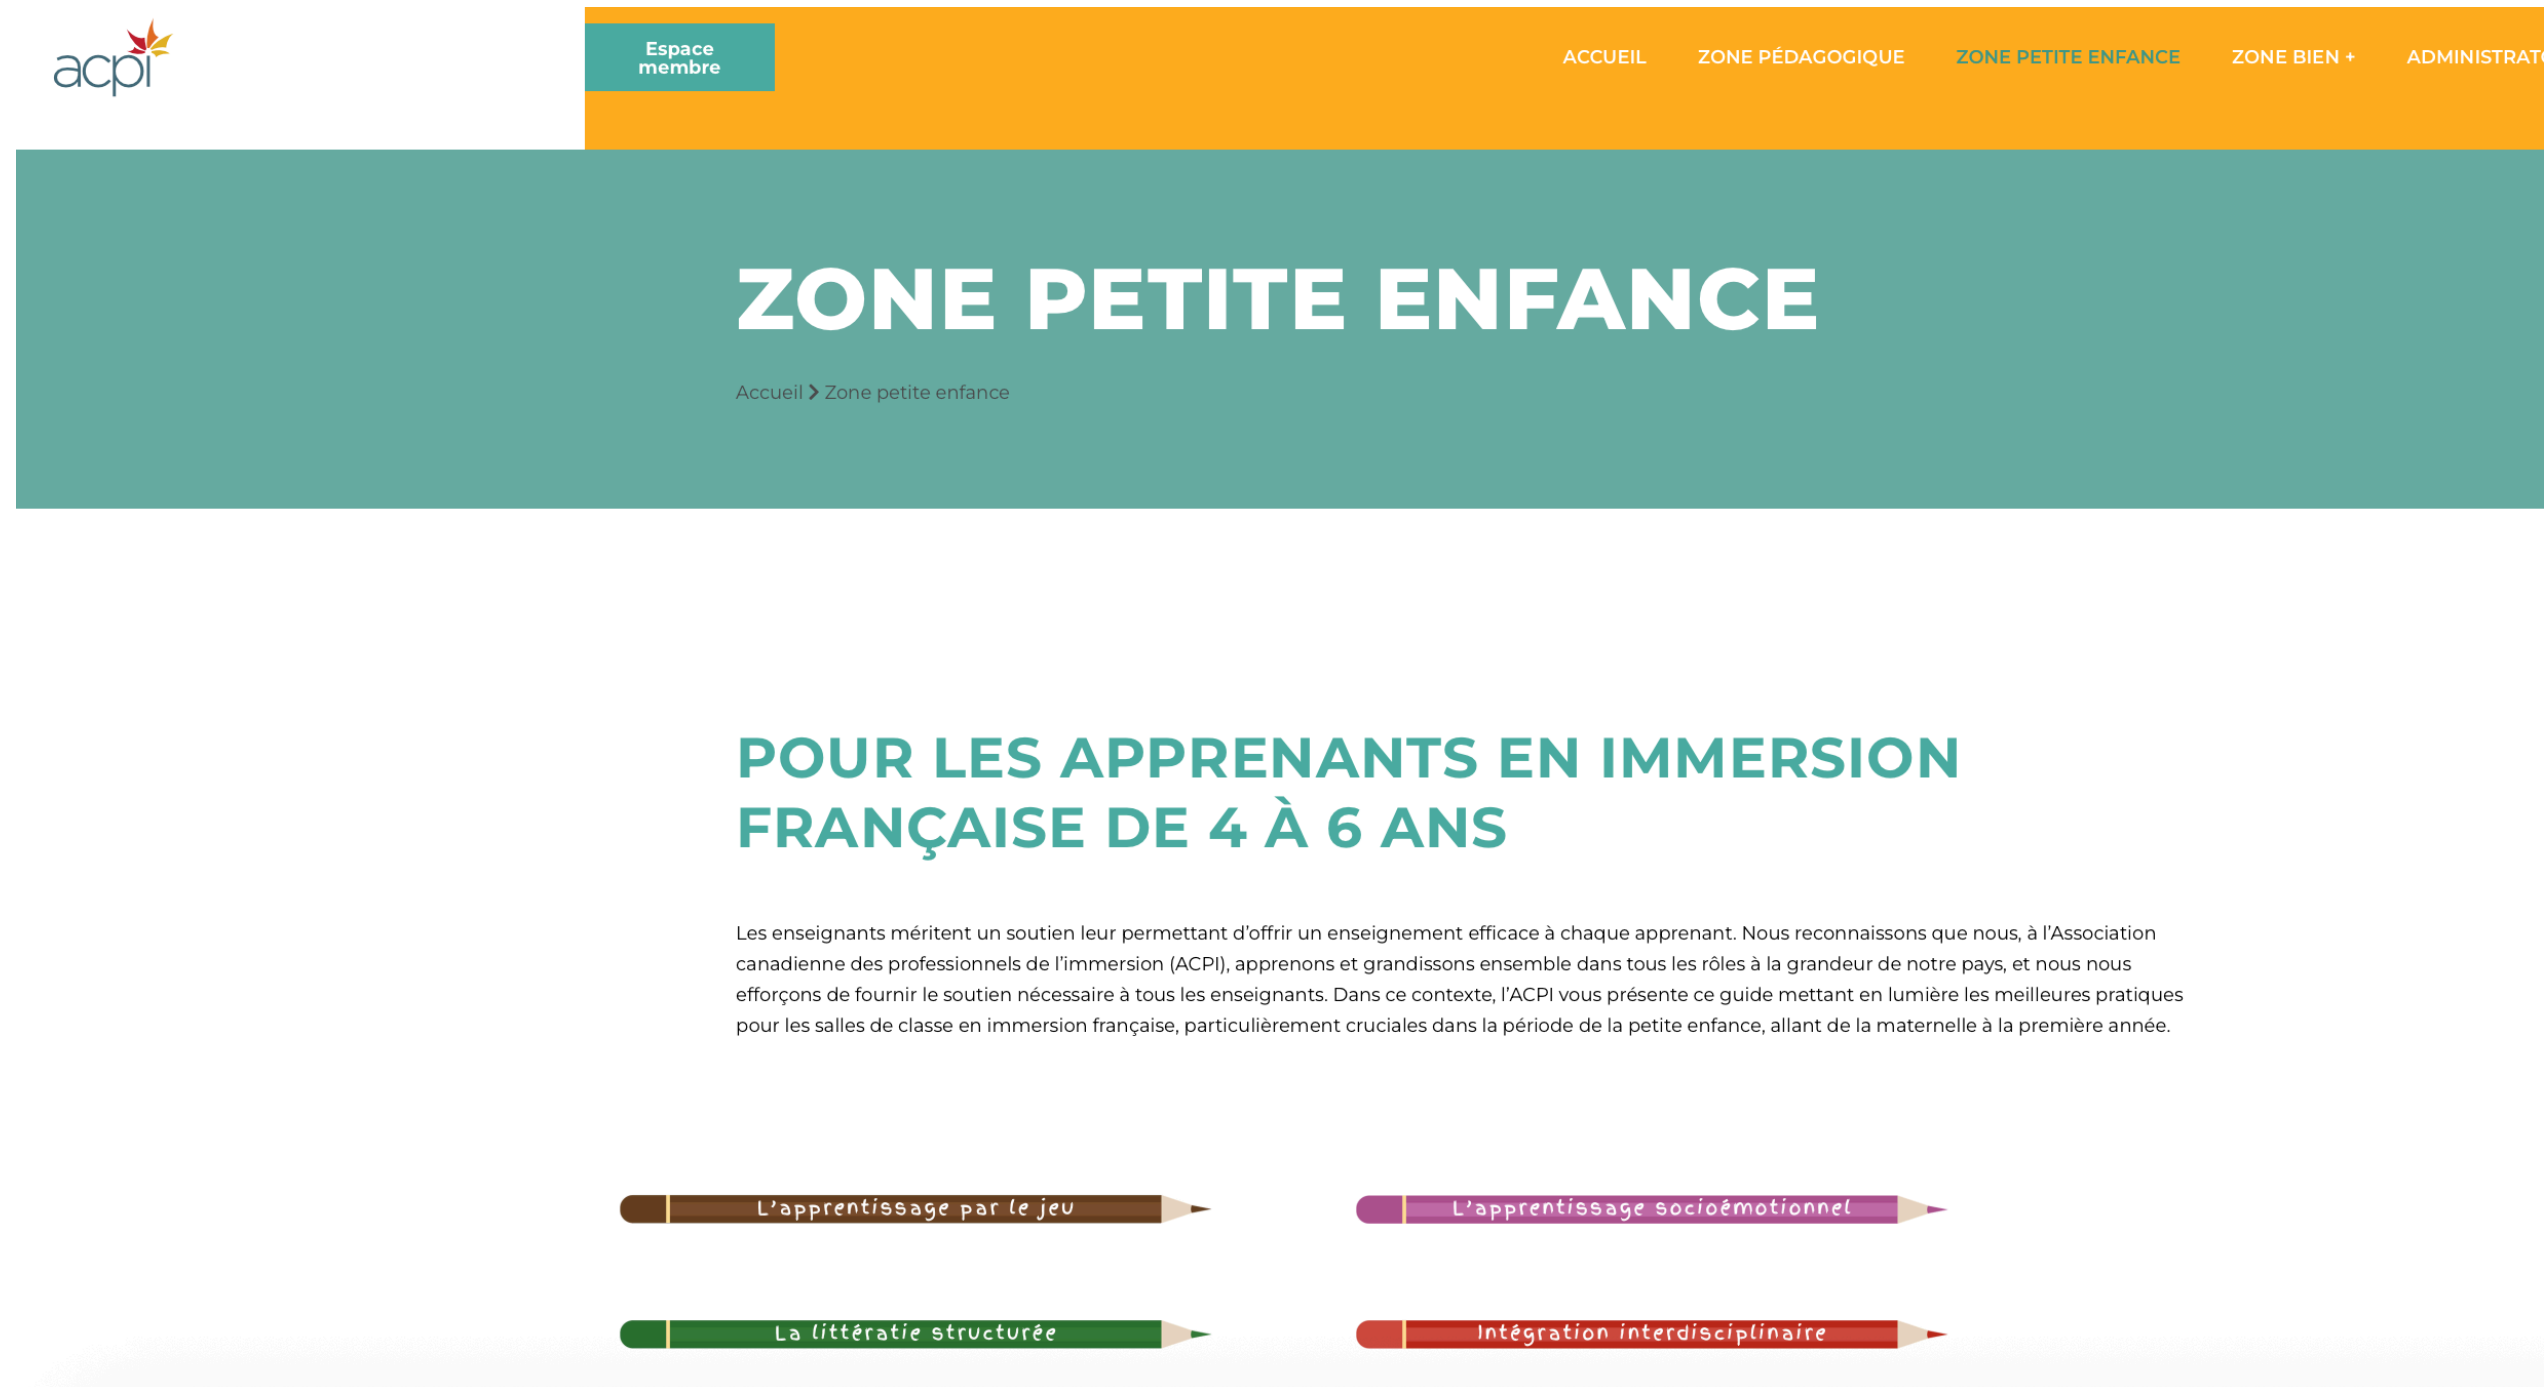 acpi
Espace
membre
ACCUEIL
ZONE PÉDAGOGIQUE
ZONE PETITE ENFANCE
ZONE BIEN +
ZONE PETITE ENFANCE
Accueil > Zone petite enfance
POUR LES APPRENANTS EN IMMERSION
FRANÇAISE DE 4 À 6 ANS
Les enseignants méritent un soutien leur permettant d’offrir un enseignement efficace à chaque apprenant. Nous reconnaissons que nous, à l’Association
canadienne des professionnels de l’immersion (ACPI), apprenons et grandissons ensemble dans tous les rôles à la grandeur de notre pays, et nous nous
efforçons de fournir le soutien nécessaire à tous les enseignants. Dans ce contexte, l’ACPI vous présente ce guide mettant en lumière les meilleures pratiques
pour les salles de classe en immersion française, particulièrement cruciales dans la période de la petite enfance, allant de la maternelle à la première année.
L’apprentissage par le jeu
L’apprentissage socioémotionnel
La littératie structurée
Intégration interdisciplinaire